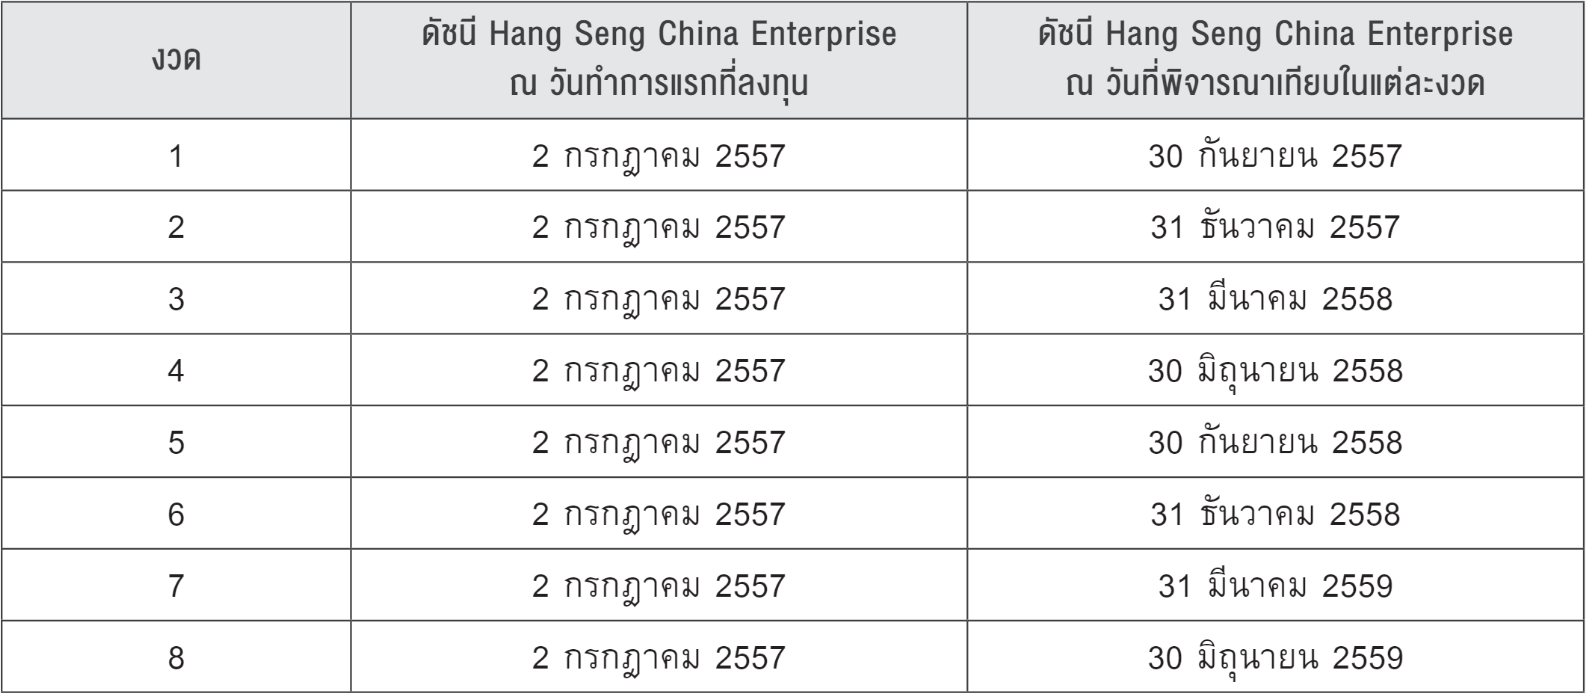 งวด ดัชนี Hang Seng China Enterprise ณ วันทำการแรกที่ลงทุน ดัชนี Hang Seng China Enterprise ณ วันที่พิจารณาเทียบในแต่ละงวด
1 2 กรกฎาคม 2557 30 กันยายน 2557
2 2 กรกฎาคม 2557 31 ธันวาคม 2557
3 2 กรกฎาคม 2557 31 มีนาคม 2558
4 2 กรกฎาคม 2557 30 มิถุนายน 2558
5 2 กรกฎาคม 2557 30 กันยายน 2558
6 2 กรกฎาคม 2557 31 ธันวาคม 2558
7 2 กรกฎาคม 2557 31 มีนาคม 2559
8 2 กรกฎาคม 2557 30 มิถุนายน 2559